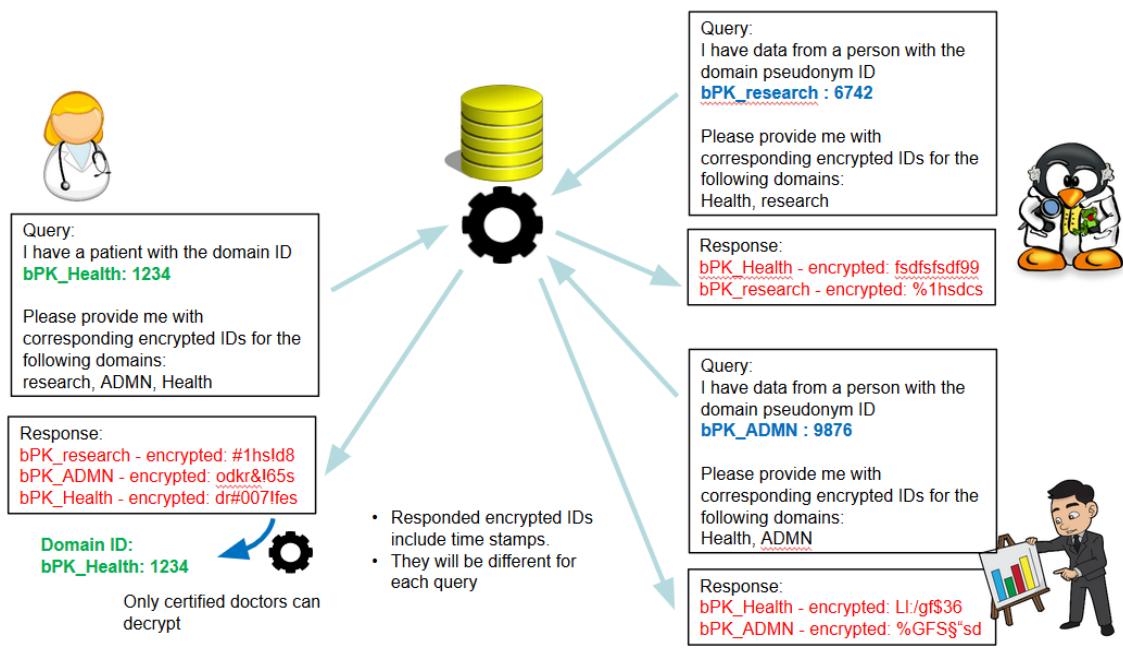 Query:
I have a patient with the domain ID
bPK_Health: 1234
Please provide me with
corresponding encrypted IDs for the
following domains:
research, ADMN, Health
Response:
bPK_research - encrypted: #1hsId8
bPK_ADMN - encrypted: odkr&!65s
bPK_Health - encrypted: dr#007!fes
Domain ID:
bPK_Health: 1234
Only certified doctors can
decrypt
• Responded encrypted IDs
include time stamps.
• They will be different for
each query
Query:
I have data from a person with the
domain pseudonym ID
bPK_research : 6742
Please provide me with
corresponding encrypted IDs for the
following domains:
Health, research
Response:
bPK_Health - encrypted: fsdfsfsdf99
bPK_research - encrypted: %1hsdcs
Query:
I have data from a person with the
domain pseudonym ID
bPK_ADMN : 9876
Please provide me with
corresponding encrypted IDs for the
following domains:
Health, ADMN
Response:
bPK_Health - encrypted: LI:/gf$36
bPK_ADMN - encrypted: %GFS§“sd